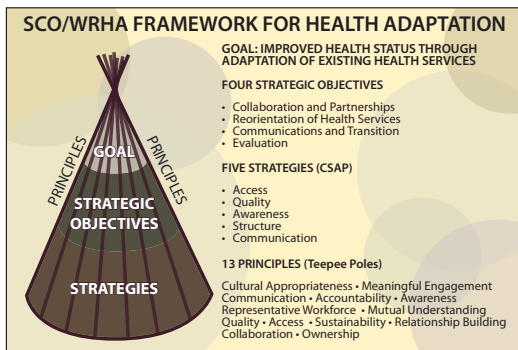 SCO/WRHA FRAMEWORK FOR HEALTH ADAPTATION
GOAL: IMPROVED HEALTH STATUS THROUGH
ADAPTATION OF EXISTING HEALTH SERVICES
FOUR STRATEGIC OBJECTIVES
• Collaboration and Partnerships
• Reorientation of Health Services
• Communications and Transition
• Evaluation
FIVE STRATEGIES (CSAP)
• Access
• Quality
• Awareness
• Structure
• Communication
13 PRINCIPLES (Teepee Poles)
Cultural Appropriateness • Meaningful Engagement
Communication • Accountability • Awareness
Representative Workforce • Mutual Understanding
Quality • Access • Sustainability • Relationship Building
Collaboration • Ownership
PRINCIPLES
PRINCIPLES
GOAL
STRATEGIC
OBJECTIVES
STRATEGIES